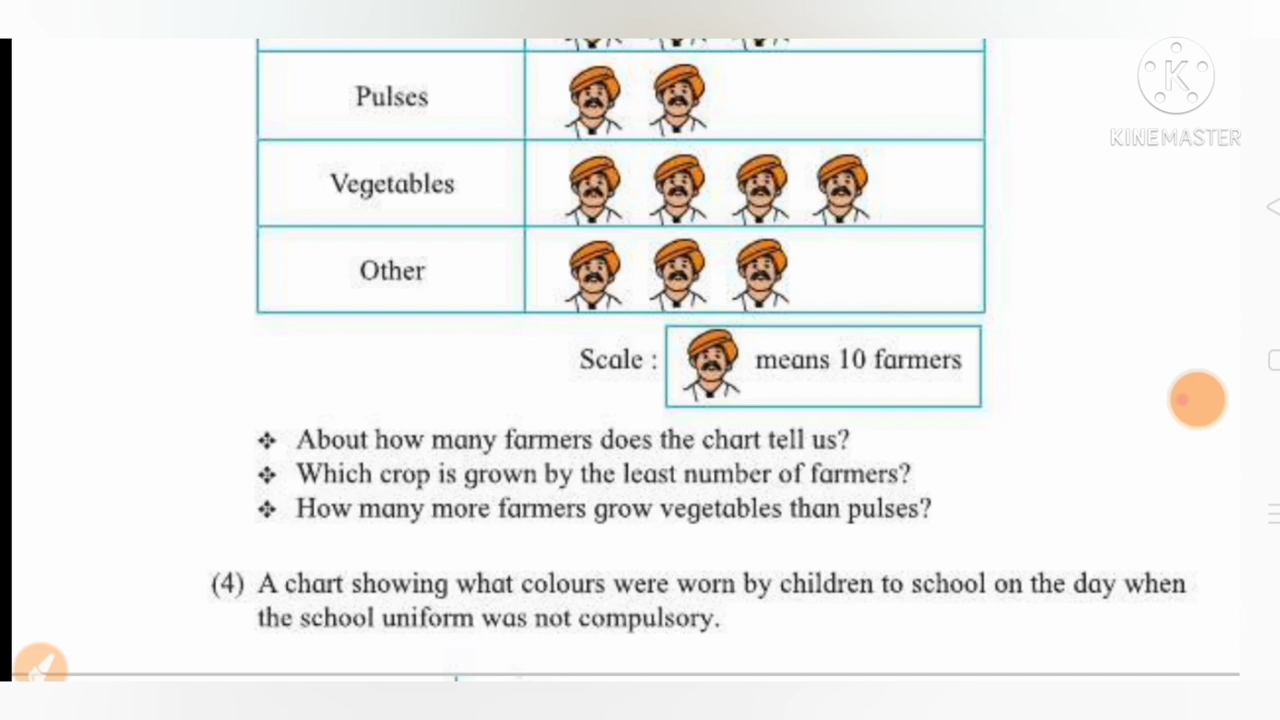 KINEMASTER
Pulses
Vegetables
Other
Scale : means 10 farmers
❖ About how many farmers does the chart tell us?
❖ Which crop is grown by the least number of farmers?
❖ How many more farmers grow vegetables than pulses?
(4) A chart showing what colours were worn by children to school on the day when
the school uniform was not compulsory.